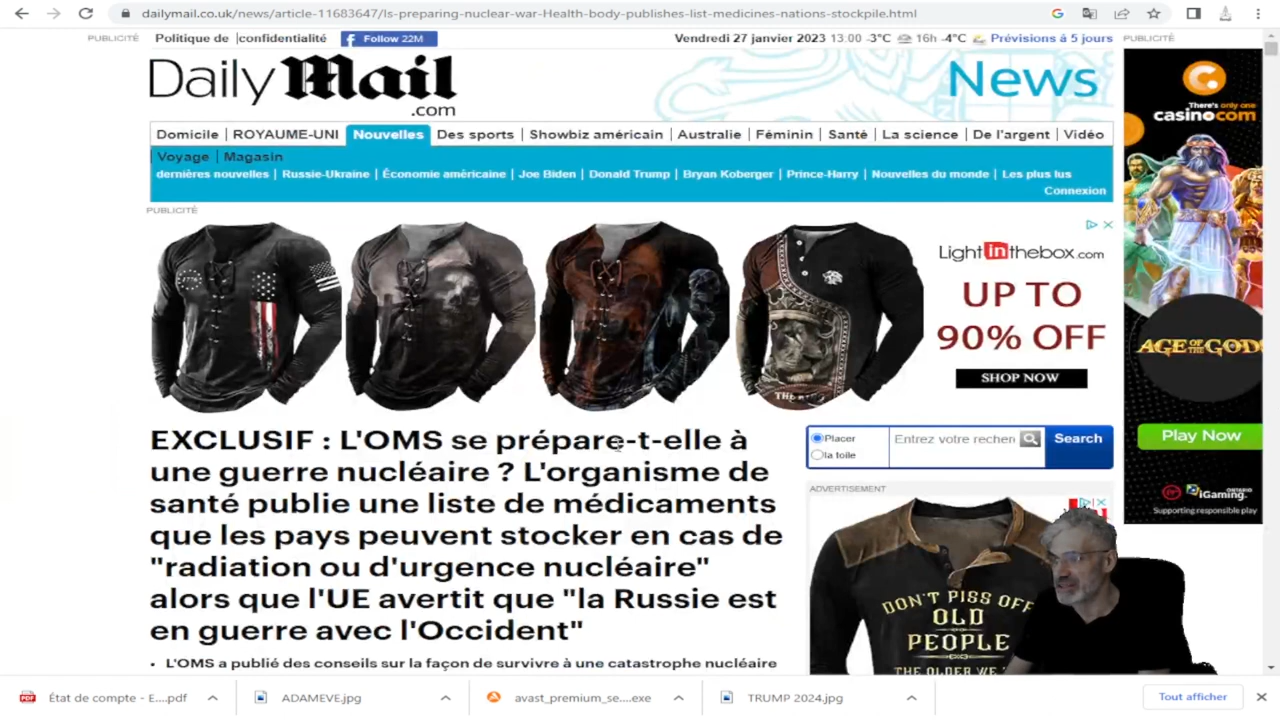 dailymail.co.uk/news/article-11683647/Is-preparing-nuclear-war-Health-body-publishes-list-medicines-nations-stockpile.html
PUBLICITÉ
Politique de |confidentialité
Follow 22M
Vendredi 27 janvier 2023 13:00 -3°C 16h -4°C Prévisions á 5 jours
PUBLICITÉ
Daily Mail
.com
News
Domicile | ROYAUME-UNI Nouvelles Des sports | Showbiz américain | Australie | Féminin | Santé | La science | De l'argent | Vidéo
Voyage | Magasin
dernières nouvelles | Russie-Ukraine | Économie américaine | Joe Biden | Donald Trump | Bryan Koberger | Prince-Harry | Nouvelles du monde | Les plus lus
Connexion
PUBLICITÉ
Light in the box.com
UP TO
90% OFF
SHOP NOW
There's only one
casinocom
AGE OF THE GODS
Play Now
ONTARIO
iGaming
Supporting responsible play
EXCLUSIF : L'OMS se prépare-t-elle à
une guerre nucléaire ? L'organisme de
santé publie une liste de médicaments
que les pays peuvent stocker en cas de
"radiation ou d'urgence nucléaire"
alors que l'UE avertit que "la Russie est
en guerre avec l'Occident"
• L'OMS a publié des conseils sur la façon de survivre à une catastrophe nucléaire
Placer
la toile
Entrez votre recherc
Search
ADVERTISEMENT
DON'T PISS OFF
OLD
PEOPLE
THE OLDER WE
État de compte - E....pdf
ADAMEVE.jpg
avast_premium_se....exe
TRUMP 2024.jpg
Tout afficher